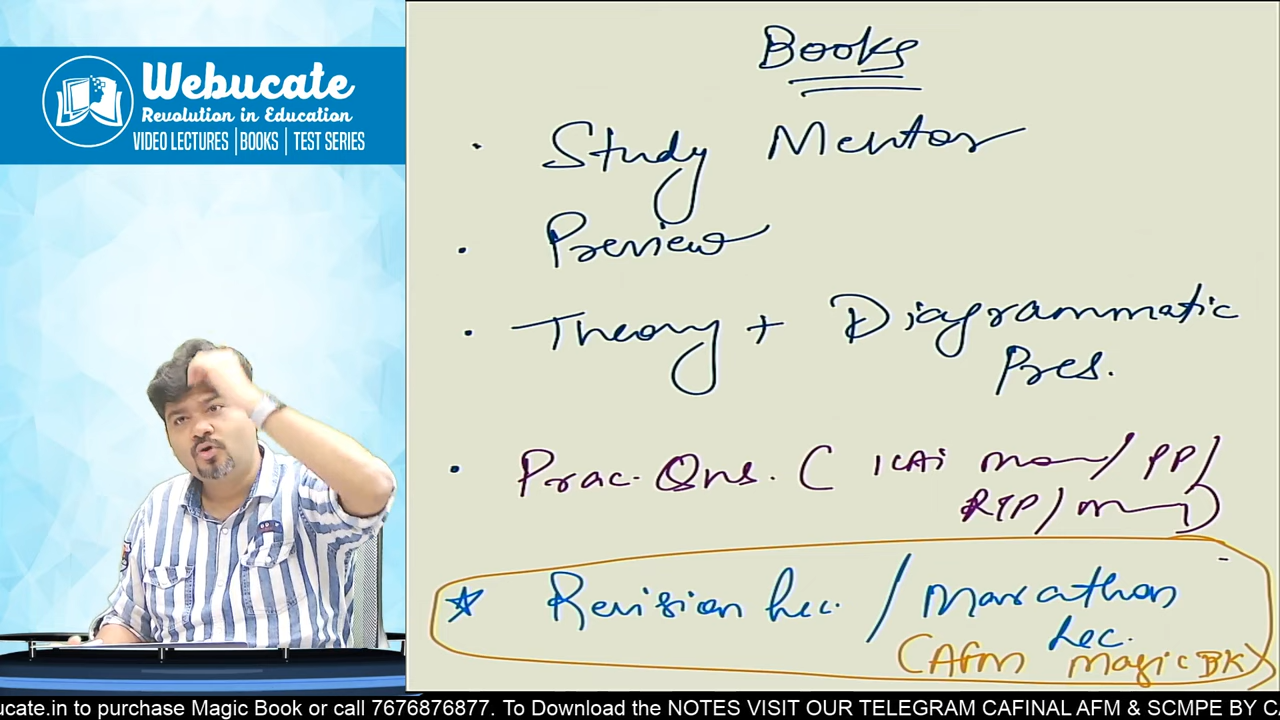 Webucate
Revolution in Education
VIDEO LECTURES | BOOKS | TEST SERIES
Books
· Study Mentor
· Preview
· Theory + Diagrammatic
Pres.
· Prac. Qns. ( ICAI / PP /
RTP / )
☆ Revision Lec. / Marathon
Lec.
(AFM Magic BK)
ucate.in to purchase Magic Book or call 7676876877. To Download the NOTES VISIT OUR TELEGRAM CAFINAL AFM & SCMPE BY CA